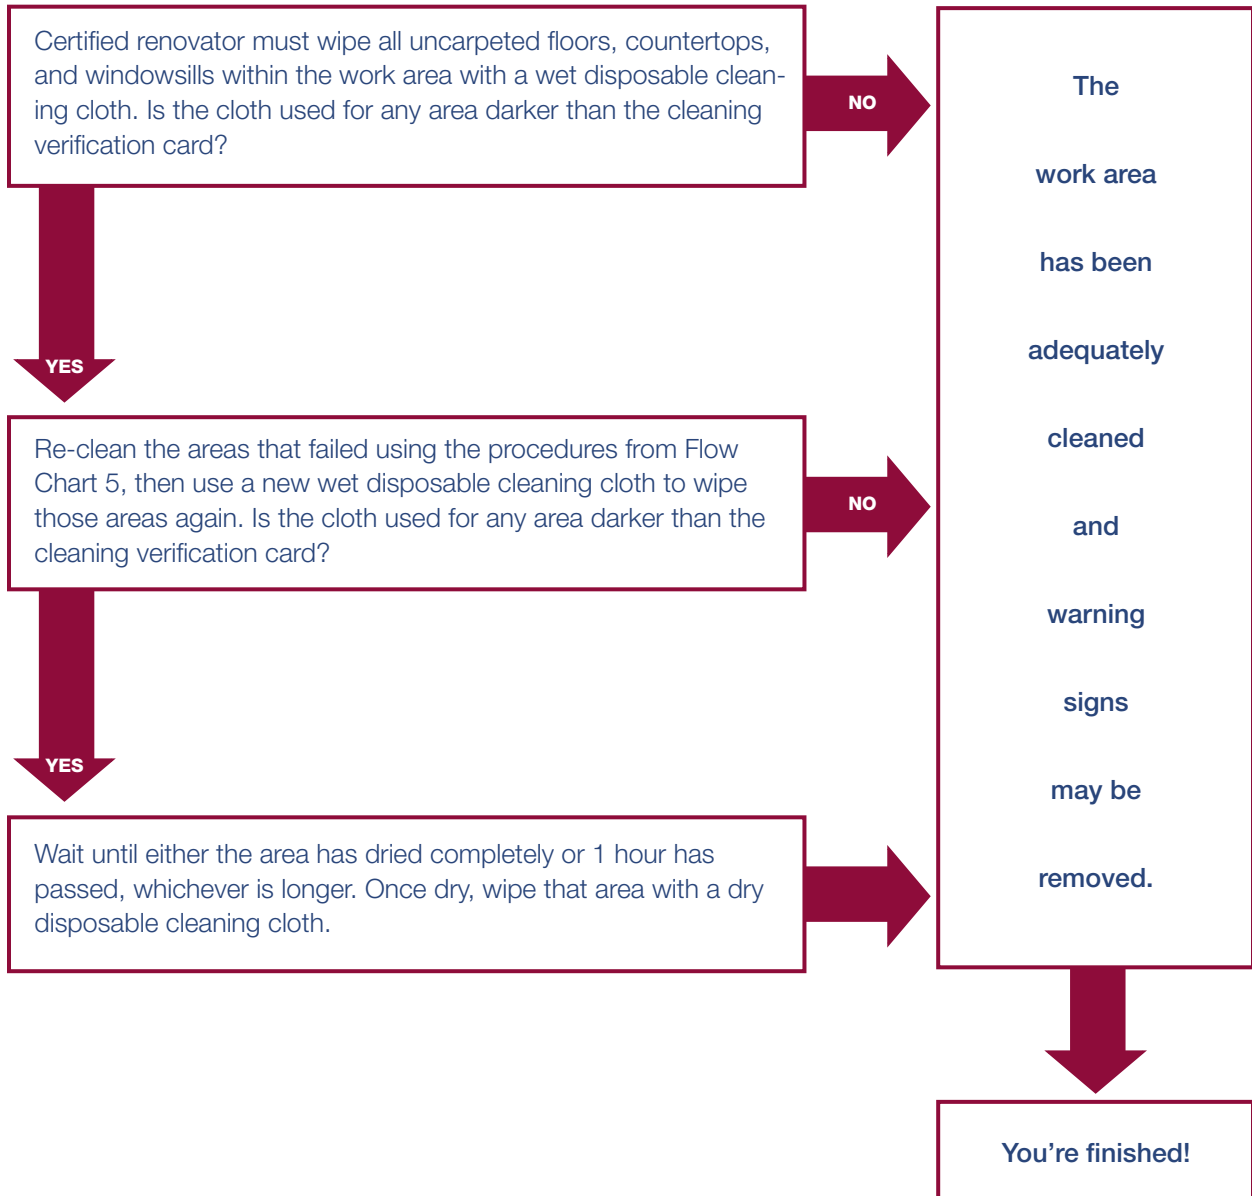 Certified renovator must wipe all uncarpeted floors, countertops,
and windowsills within the work area with a wet disposable clean-
ing cloth. Is the cloth used for any area darker than the cleaning
verification card?
NO
YES
Re-clean the areas that failed using the procedures from Flow
Chart 5, then use a new wet disposable cleaning cloth to wipe
those areas again. Is the cloth used for any area darker than the
cleaning verification card?
NO
YES
Wait until either the area has dried completely or 1 hour has
passed, whichever is longer. Once dry, wipe that area with a dry
disposable cleaning cloth.
The
work area
has been
adequately
cleaned
and
warning
signs
may be
removed.
You’re finished!